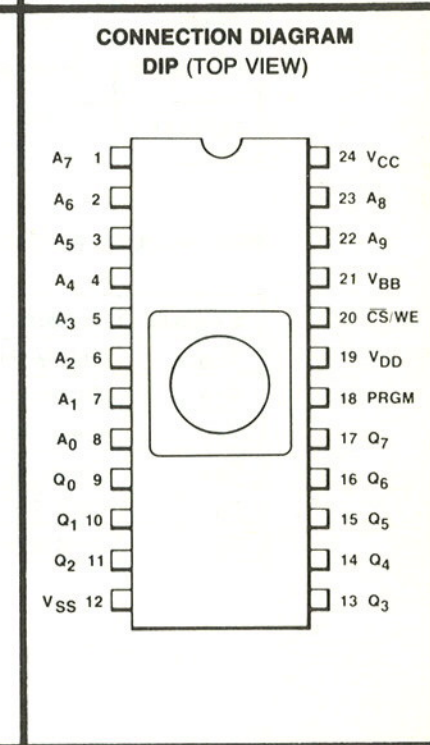 CONNECTION DIAGRAM
DIP (TOP VIEW)
A7 1 24 VCC
A6 2 23 A8
A5 3 22 A9
A4 4 21 VBB
A3 5 20 C̅S̅/WE
A2 6 19 VDD
A1 7 18 PRGM
A0 8 17 Q7
Q0 9 16 Q6
Q1 10 15 Q5
Q2 11 14 Q4
VSS 12 13 Q3